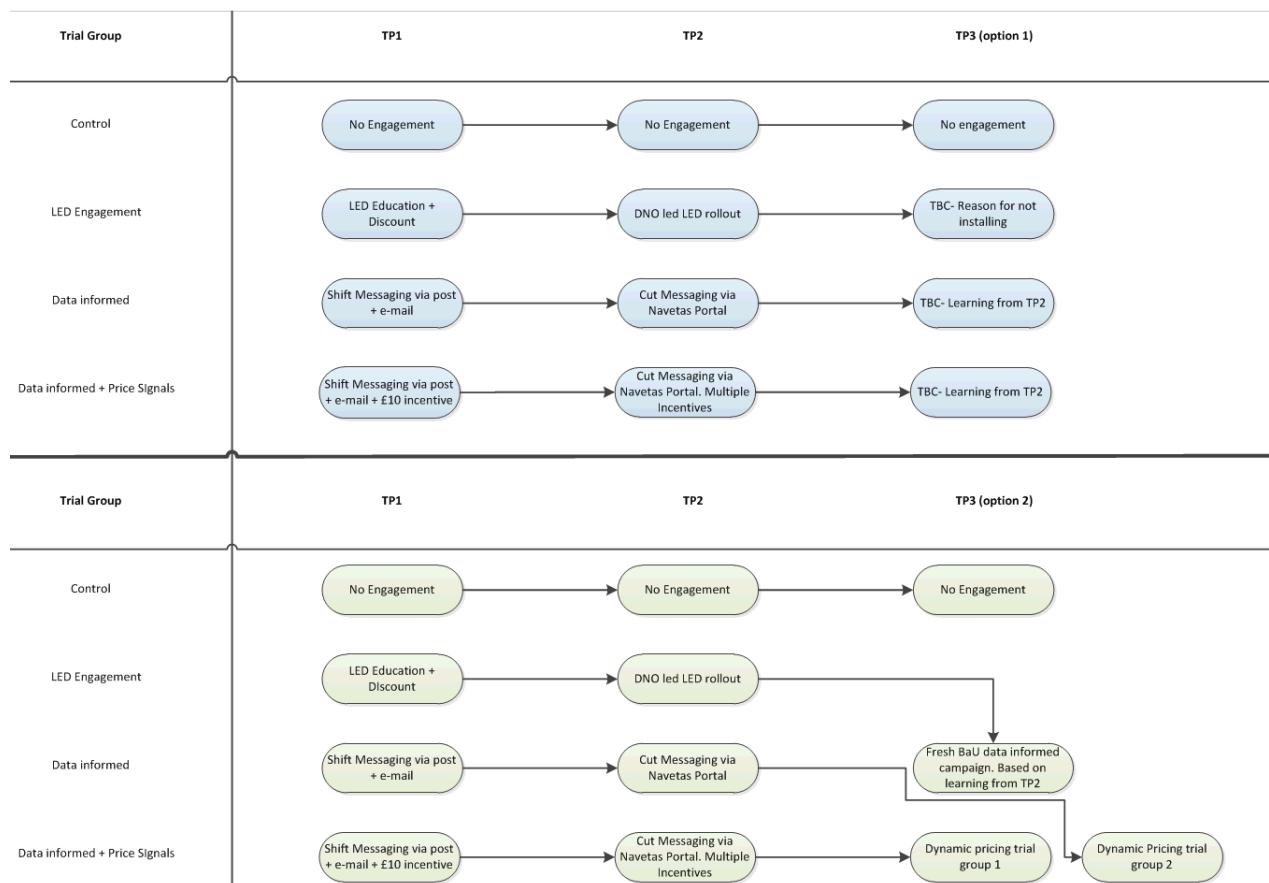 Trial Group
TP1
TP2
TP3 (option 1)
Control
No Engagement
No Engagement
No engagement
LED Engagement
LED Education +
Discount
DNO led LED rollout
TBC- Reason for not
installing
Data informed
Shift Messaging via post
+ e-mail
Cut Messaging via
Navetas Portal
TBC- Learning from TP2
Data informed + Price SIgnals
Shift Messaging via post
+ e-mail + £10 incentive
Cut Messaging via
Navetas Portal. Multiple
Incentives
TBC- Learning from TP2
Trial Group
TP1
TP2
TP3 (option 2)
Control
No Engagement
No Engagement
No Engagement
LED Engagement
LED Education +
DIscount
DNO led LED rollout
Data informed
Shift Messaging via post
+ e-mail
Cut Messaging via
Navetas Portal
Fresh BaU data informed
campaign. Based on
learning from TP2
Data informed + Price SIgnals
Shift Messaging via post
+ e-mail + £10 incentive
Cut Messaging via
Navetas Portal. Multiple
Incentives
Dynamic pricing trial
group 1
Dynamic Pricing trial
group 2